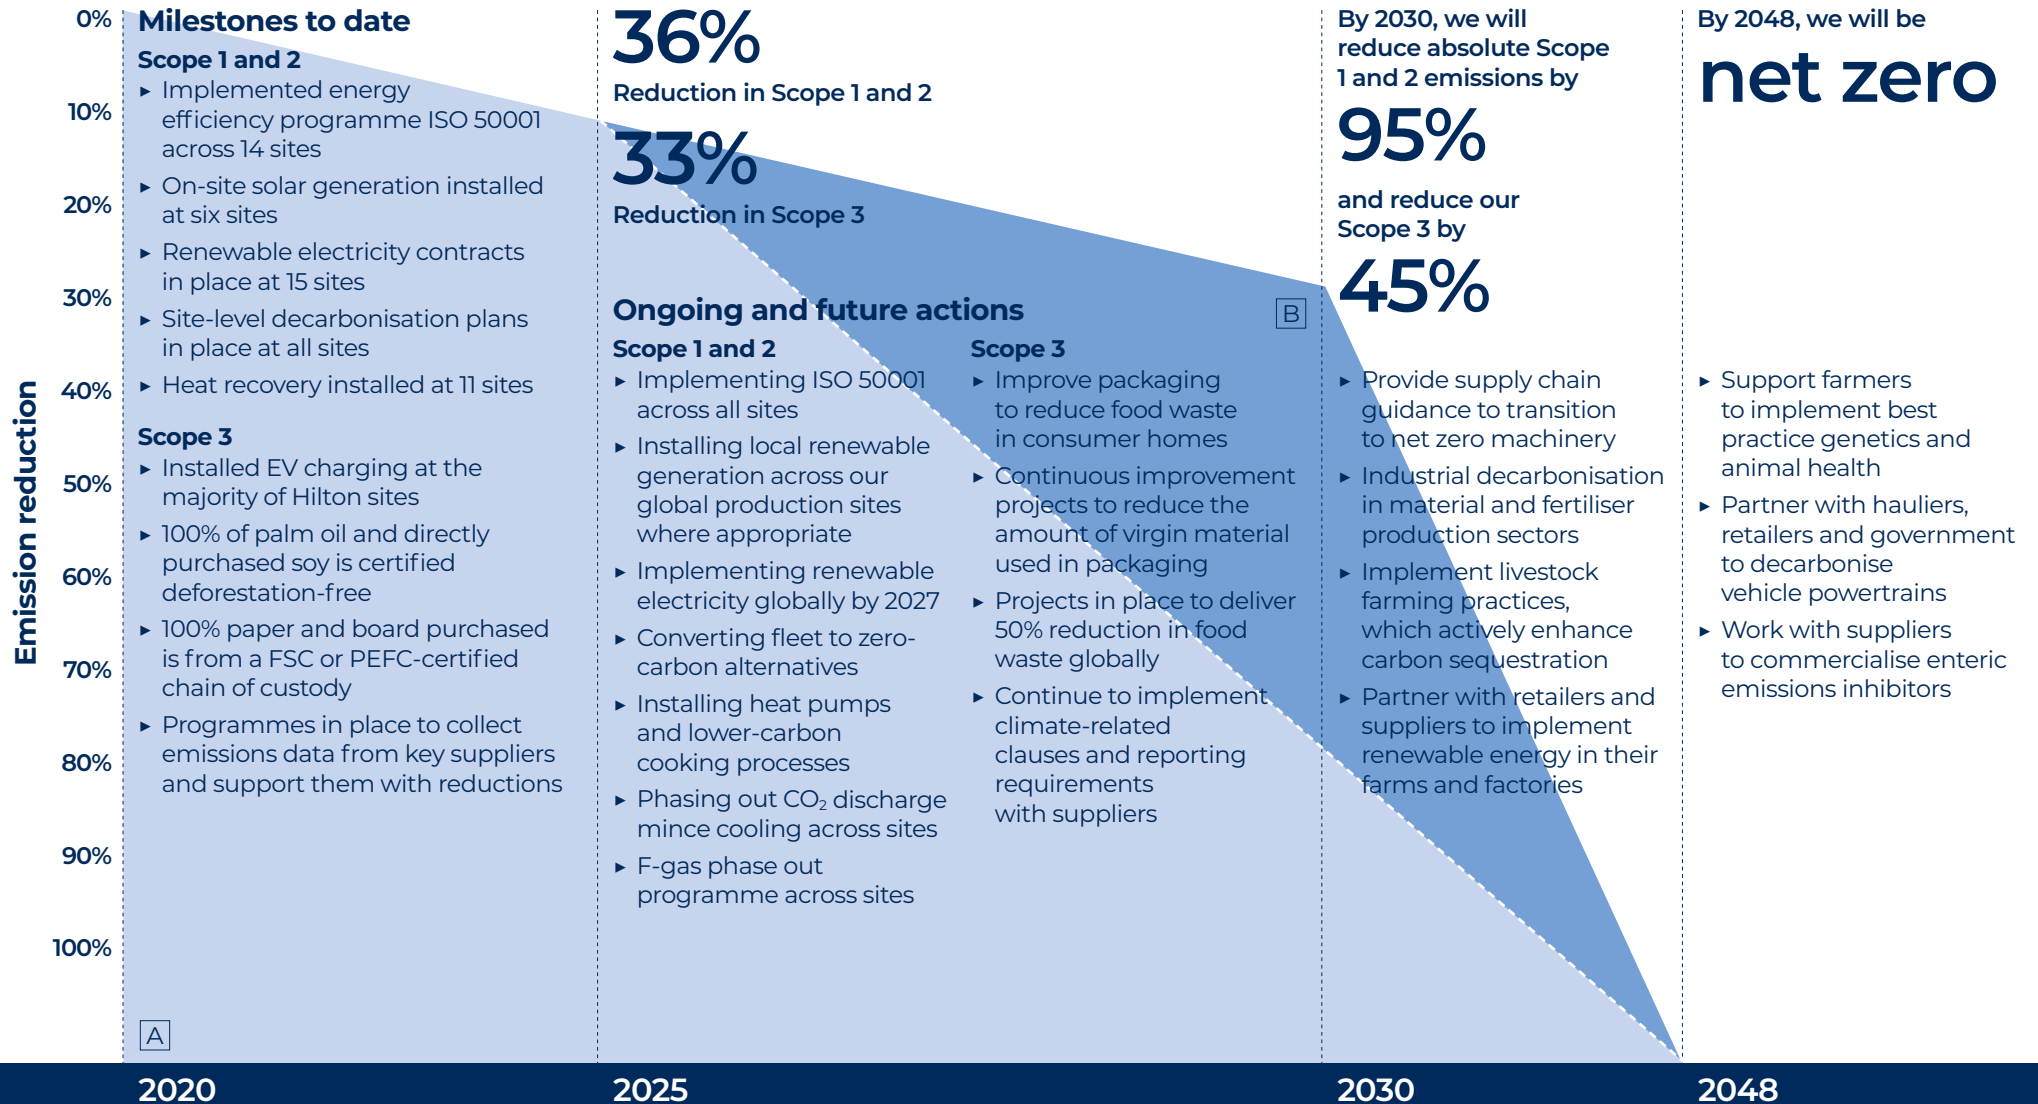 0%
10%
20%
30%
40%
50%
60%
70%
80%
90%
100%
Emission reduction
Milestones to date
Scope 1 and 2
▸ Implemented energy
efficiency programme ISO 50001
across 14 sites
▸ On-site solar generation installed
at six sites
▸ Renewable electricity contracts
in place at 15 sites
▸ Site-level decarbonisation plans
in place at all sites
▸ Heat recovery installed at 11 sites
Scope 3
▸ Installed EV charging at the
majority of Hilton sites
▸ 100% of palm oil and directly
purchased soy is certified
deforestation-free
▸ 100% paper and board purchased
is from a FSC or PEFC-certified
chain of custody
▸ Programmes in place to collect
emissions data from key suppliers
and support them with reductions
A
36%
Reduction in Scope 1 and 2
33%
Reduction in Scope 3
Ongoing and future actions
Scope 1 and 2
▸ Implementing ISO 50001
across all sites
▸ Installing local renewable
generation across our
global production sites
where appropriate
▸ Implementing renewable
electricity globally by 2027
▸ Converting fleet to zero-
carbon alternatives
▸ Installing heat pumps
and lower-carbon
cooking processes
▸ Phasing out CO₂ discharge
mince cooling across sites
▸ F-gas phase out
programme across sites
Scope 3
▸ Improve packaging
to reduce food waste
in consumer homes
▸ Continuous improvement
projects to reduce the
amount of virgin material
used in packaging
▸ Projects in place to deliver
50% reduction in food
waste globally
▸ Continue to implement
climate-related
clauses and reporting
requirements
with suppliers
B
By 2030, we will
reduce absolute Scope
1 and 2 emissions by
95%
and reduce our
Scope 3 by
45%
▸ Provide supply chain
guidance to transition
to net zero machinery
▸ Industrial decarbonisation
in material and fertiliser
production sectors
▸ Implement livestock
farming practices,
which actively enhance
carbon sequestration
▸ Partner with retailers and
suppliers to implement
renewable energy in their
farms and factories
By 2048, we will be
net zero
▸ Support farmers
to implement best
practice genetics and
animal health
▸ Partner with hauliers,
retailers and government
to decarbonise
vehicle powertrains
▸ Work with suppliers
to commercialise enteric
emissions inhibitors
2020
2025
2030
2048